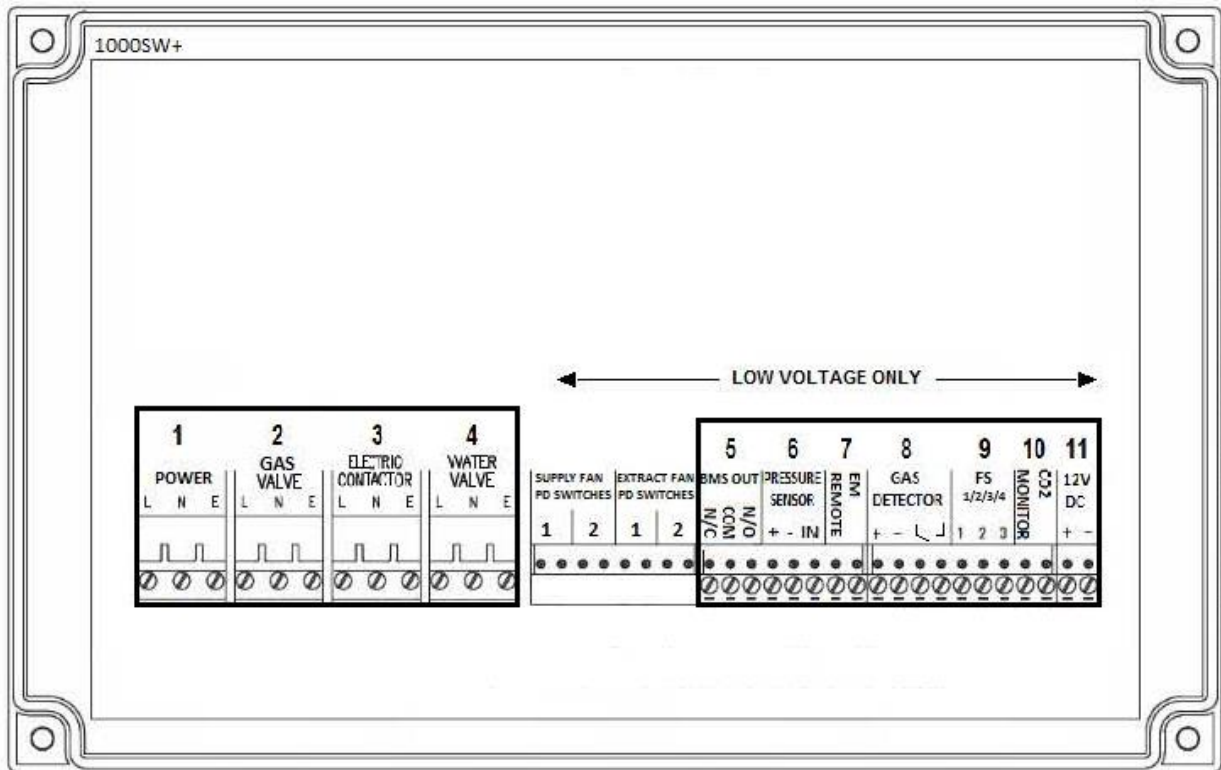 1000SW+
LOW VOLTAGE ONLY
1 2 3 4
POWER GAS VALVE ELECTRIC CONTACTOR WATER VALVE
L N E L N E L N E L N E
SUPPLY FAN PD SWITCHES EXTRACT FAN PD SWITCHES
1 2 1 2
5 6 7 8 9 10 11
BMS OUT PRESSURE SENSOR EM REMOTE GAS DETECTOR FS 1/2/3/4 CO2 MONITOR 12V DC
N/C COM N/O + - IN + - 1 2 3 + -